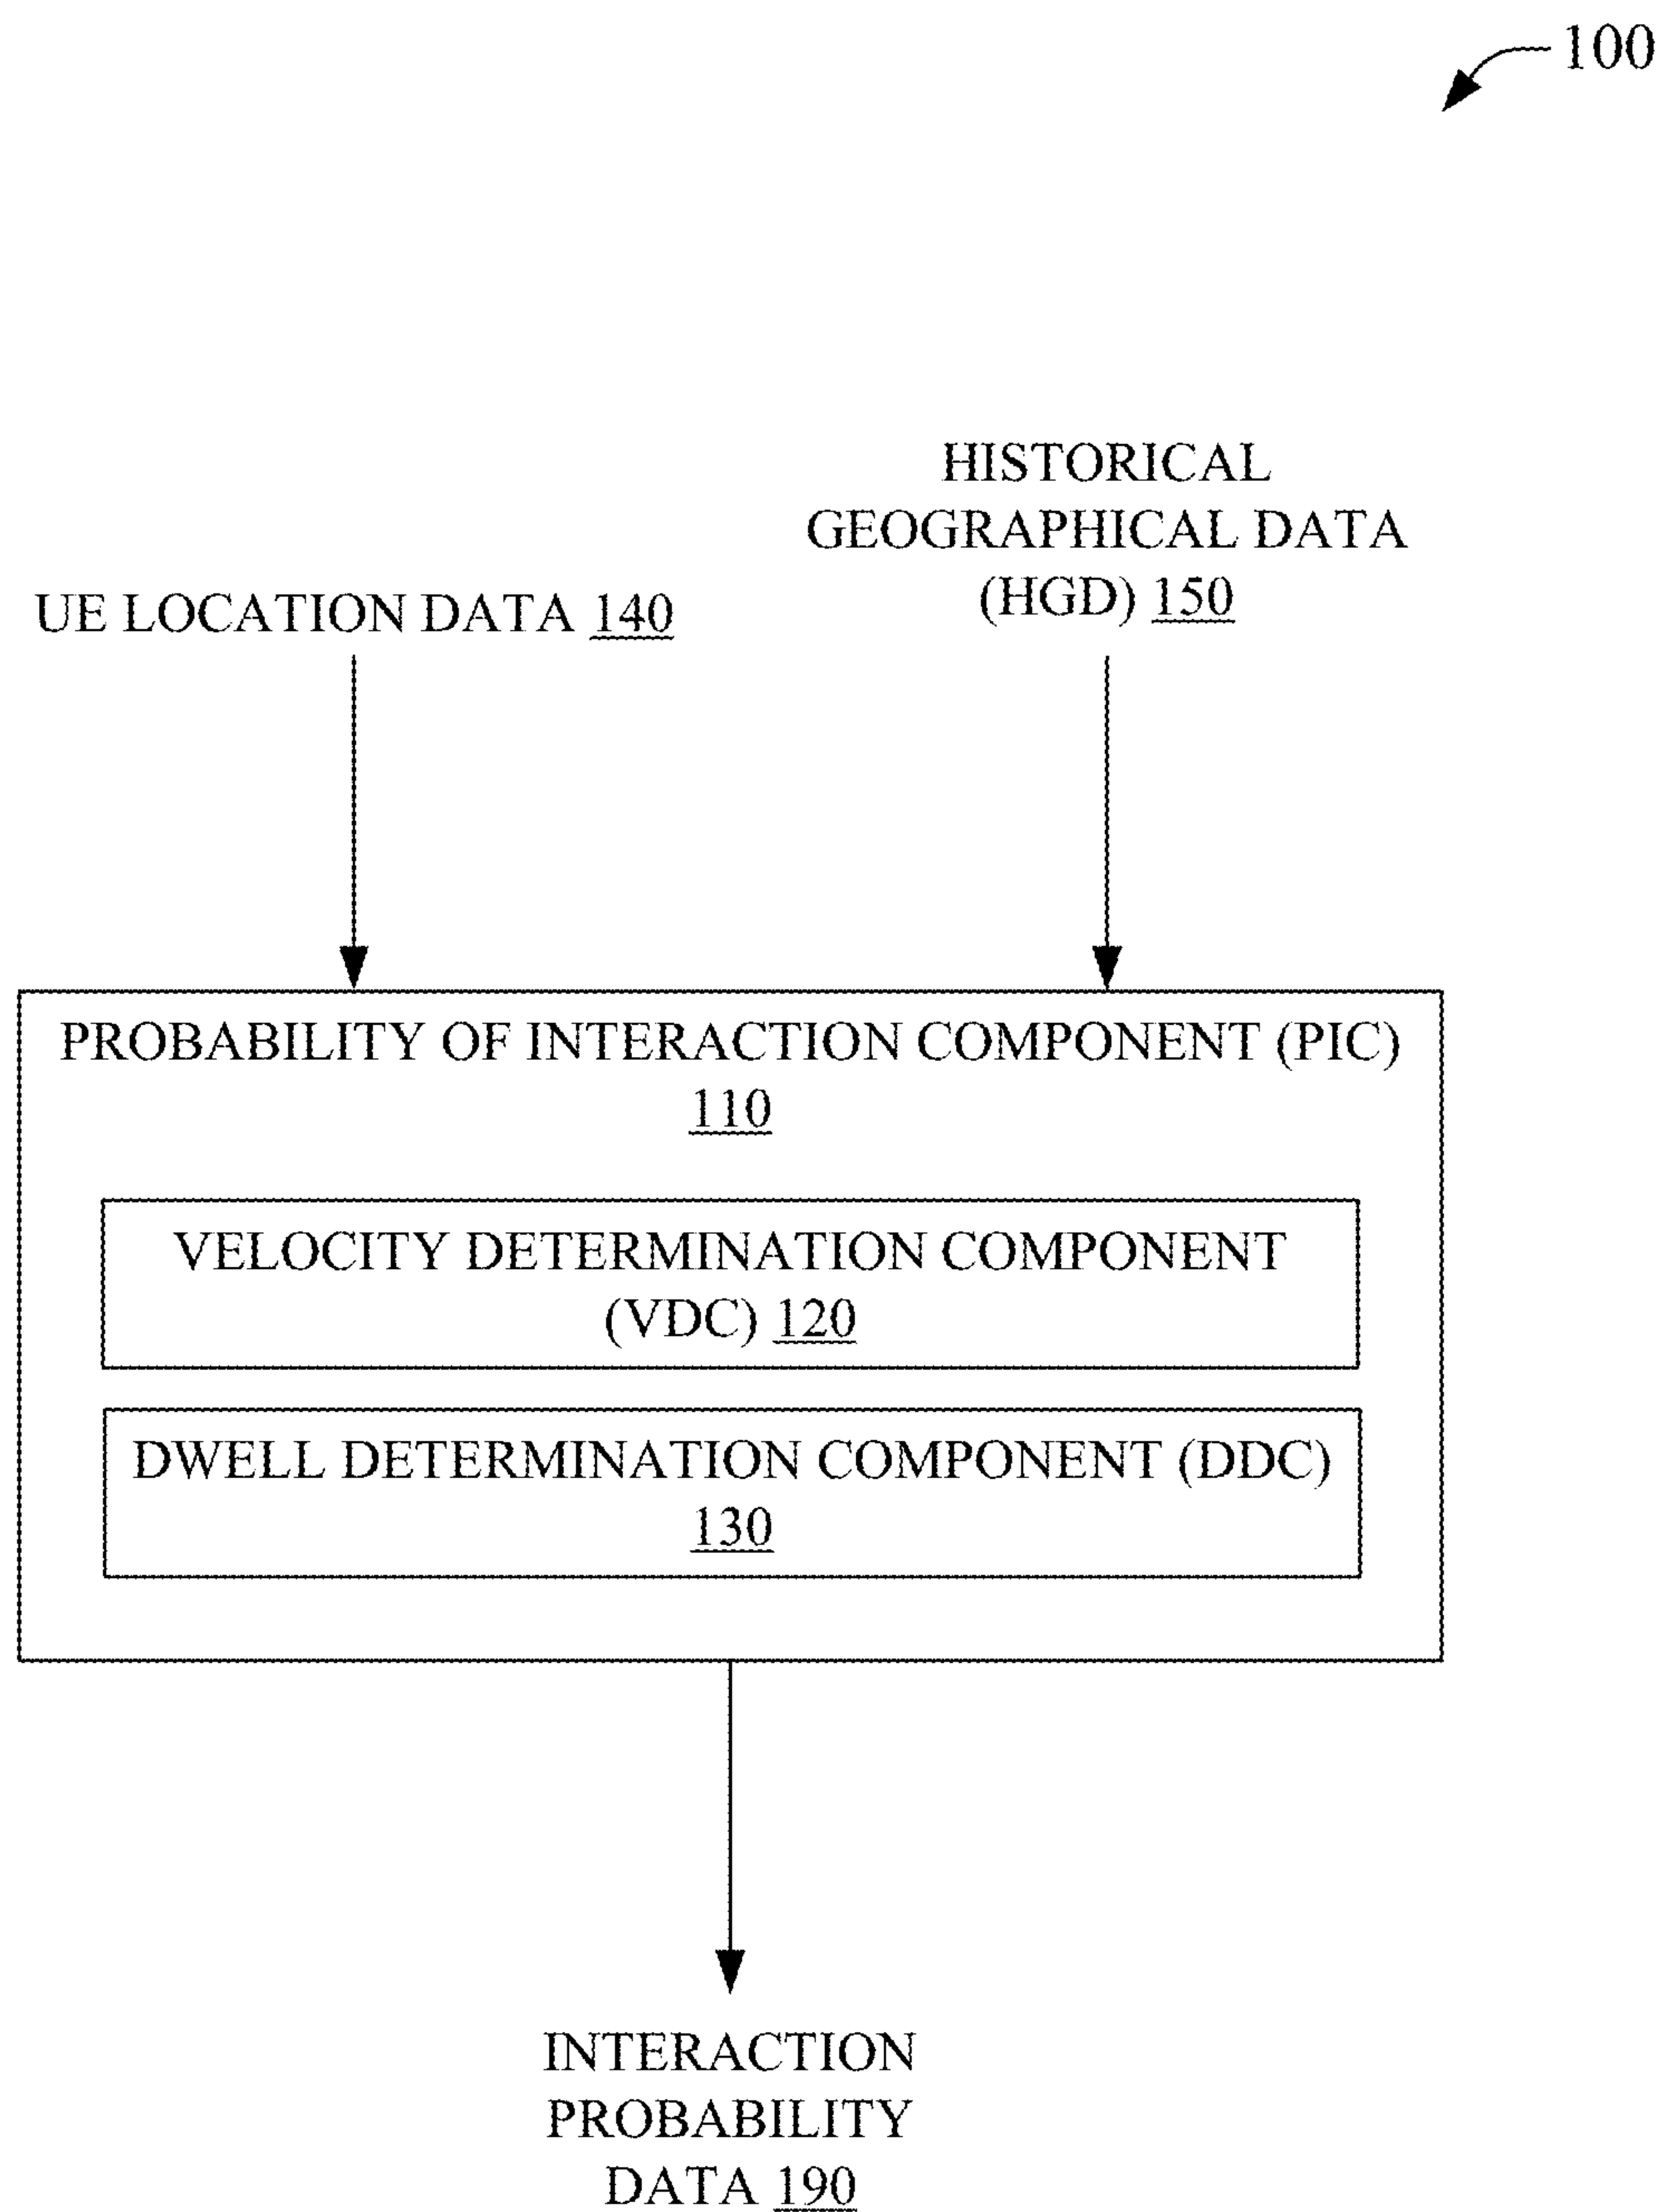 100
HISTORICAL
GEOGRAPHICAL DATA
(HGD) 150
UE LOCATION DATA 140
PROBABILITY OF INTERACTION COMPONENT (PIC)
110
VELOCITY DETERMINATION COMPONENT
(VDC) 120
DWELL DETERMINATION COMPONENT (DDC)
130
INTERACTION
PROBABILITY
DATA 190